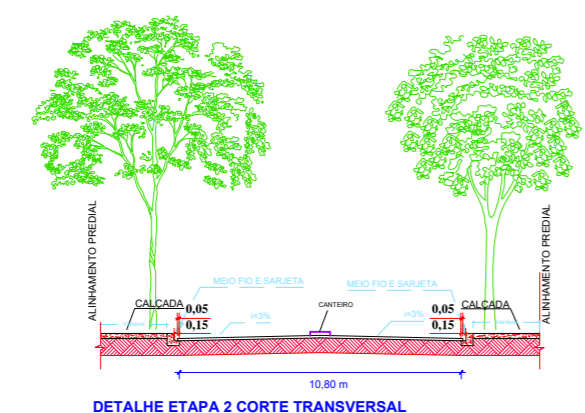 ALINHAMENTO PREDIAL
ALINHAMENTO PREDIAL
MEIO FIO E SARJETA
MEIO FIO E SARJETA
CALÇADA
0,05
0,15
i=3%
CANTEIRO
i=3%
0,05
0,15
CALÇADA
10,80 m
DETALHE ETAPA 2 CORTE TRANSVERSAL